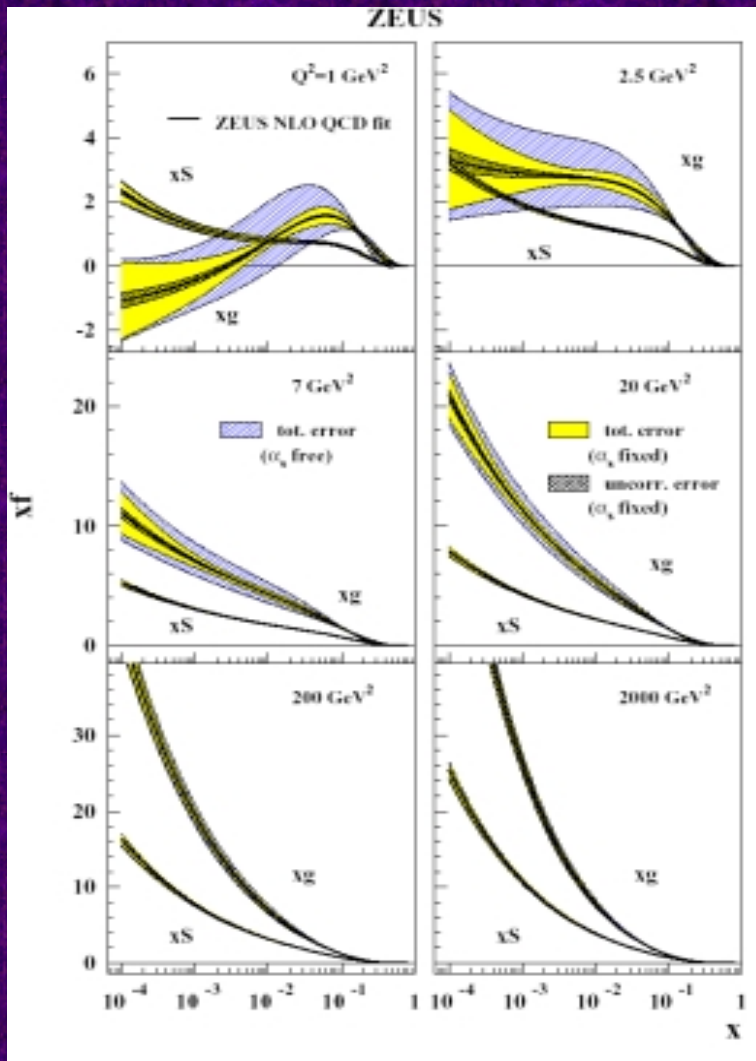 ZEUS
Q²=1 GeV²
2.5 GeV²
ZEUS NLO QCD fit
xS
xg
xg
xS
6
4
2
0
-2
7 GeV²
20 GeV²
tot. error
(αs free)
tot. error
(αs fixed)
uncorr. error
(αs fixed)
xf
20
10
0
xg
xS
xg
xS
200 GeV²
2000 GeV²
30
20
10
0
xg
xS
xg
xS
10⁻⁴ 10⁻³ 10⁻² 10⁻¹ 1 10⁻⁴ 10⁻³ 10⁻² 10⁻¹ 1
x